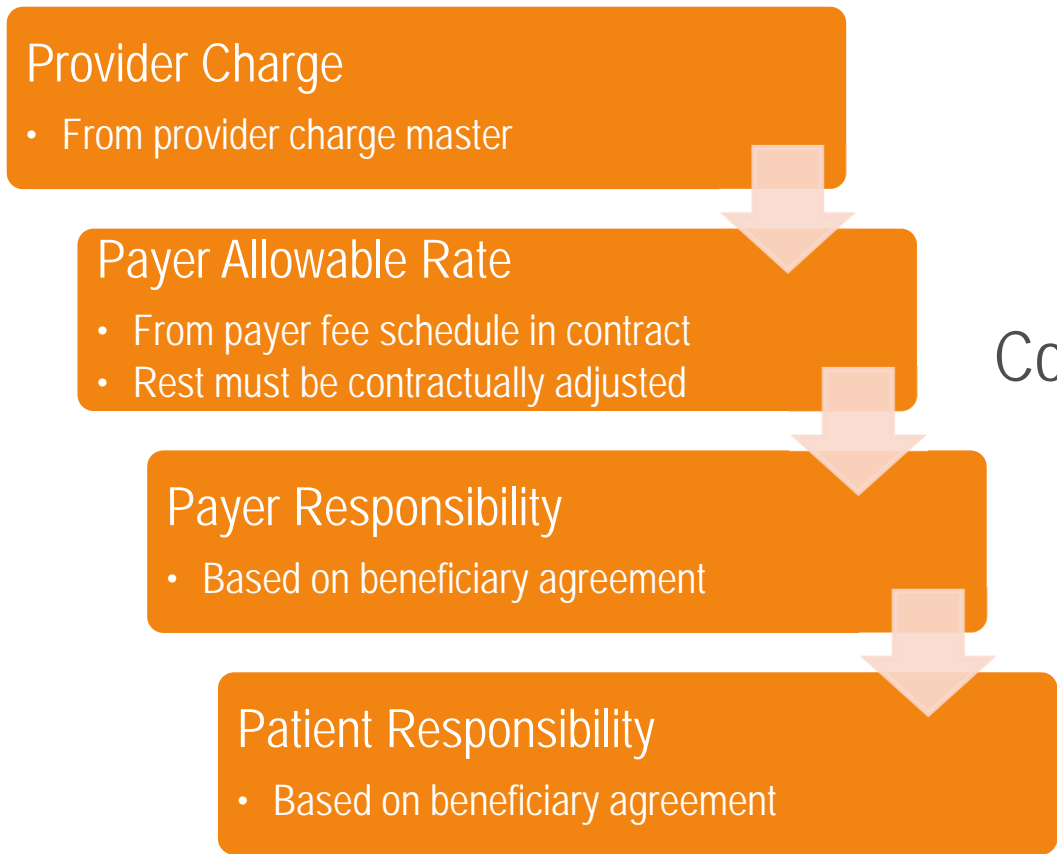 Provider Charge
• From provider charge master
Payer Allowable Rate
• From payer fee schedule in contract
• Rest must be contractually adjusted
Co
Payer Responsibility
• Based on beneficiary agreement
Patient Responsibility
• Based on beneficiary agreement